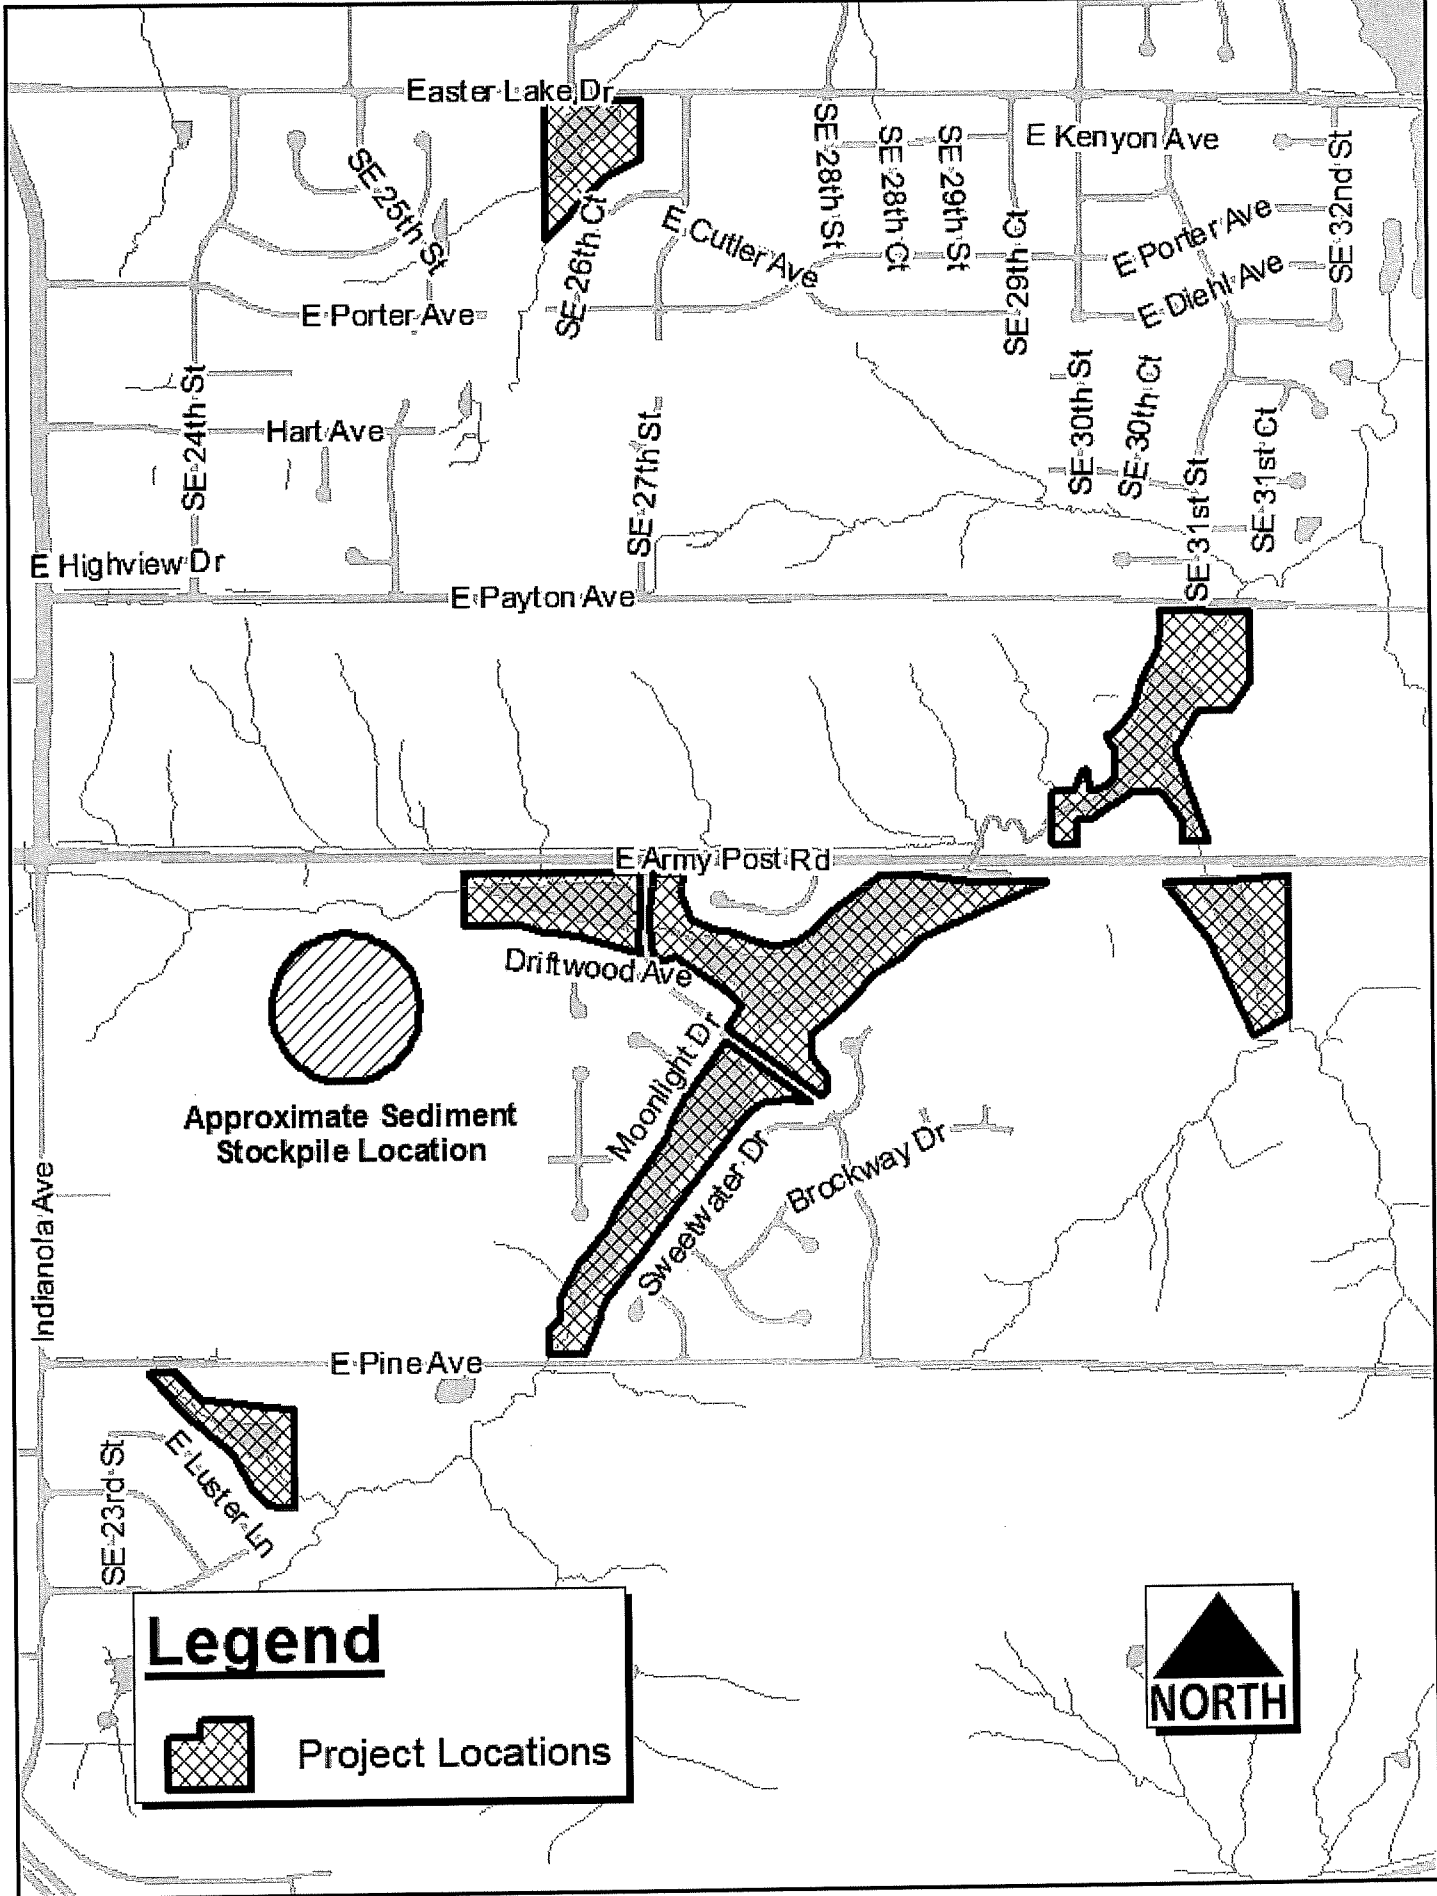 Easter Lake Dr
E Kenyon Ave
SE 25th St
SE 28th St
SE 28th Ct
SE 29th St
SE 29th Ct
SE 32nd St
SE 26th Ct
E Cutler Ave
E Porter Ave
E Diehl Ave
E Porter Ave
SE 24th St
Hart Ave
SE 27th St
SE 30th St
SE 30th Ct
SE 31st St
SE 31st Ct
E Highview Dr
E Payton Ave
E Army Post Rd
Driftwood Ave
Moonlight Dr
Approximate Sediment
Stockpile Location
Sweetwater Dr
Brockway Dr
Indianola Ave
E Pine Ave
SE 23rd St
E Luster Ln
Legend
Project Locations
NORTH